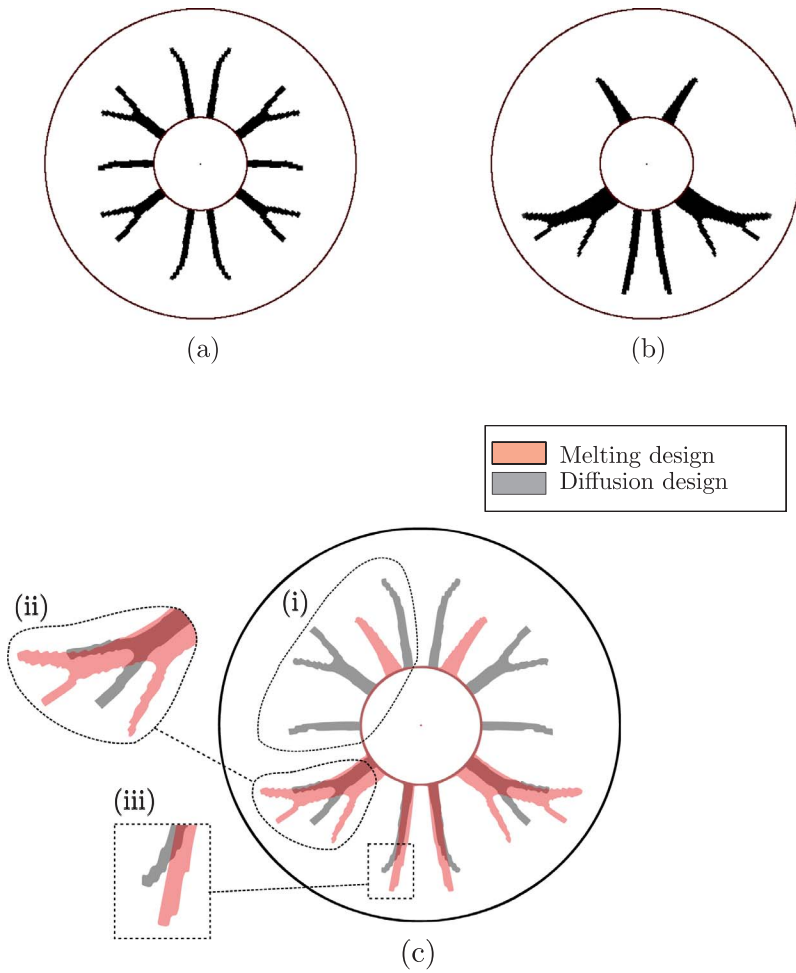 (a)
(b)
Melting design
Diffusion design
(i)
(ii)
(iii)
(c)